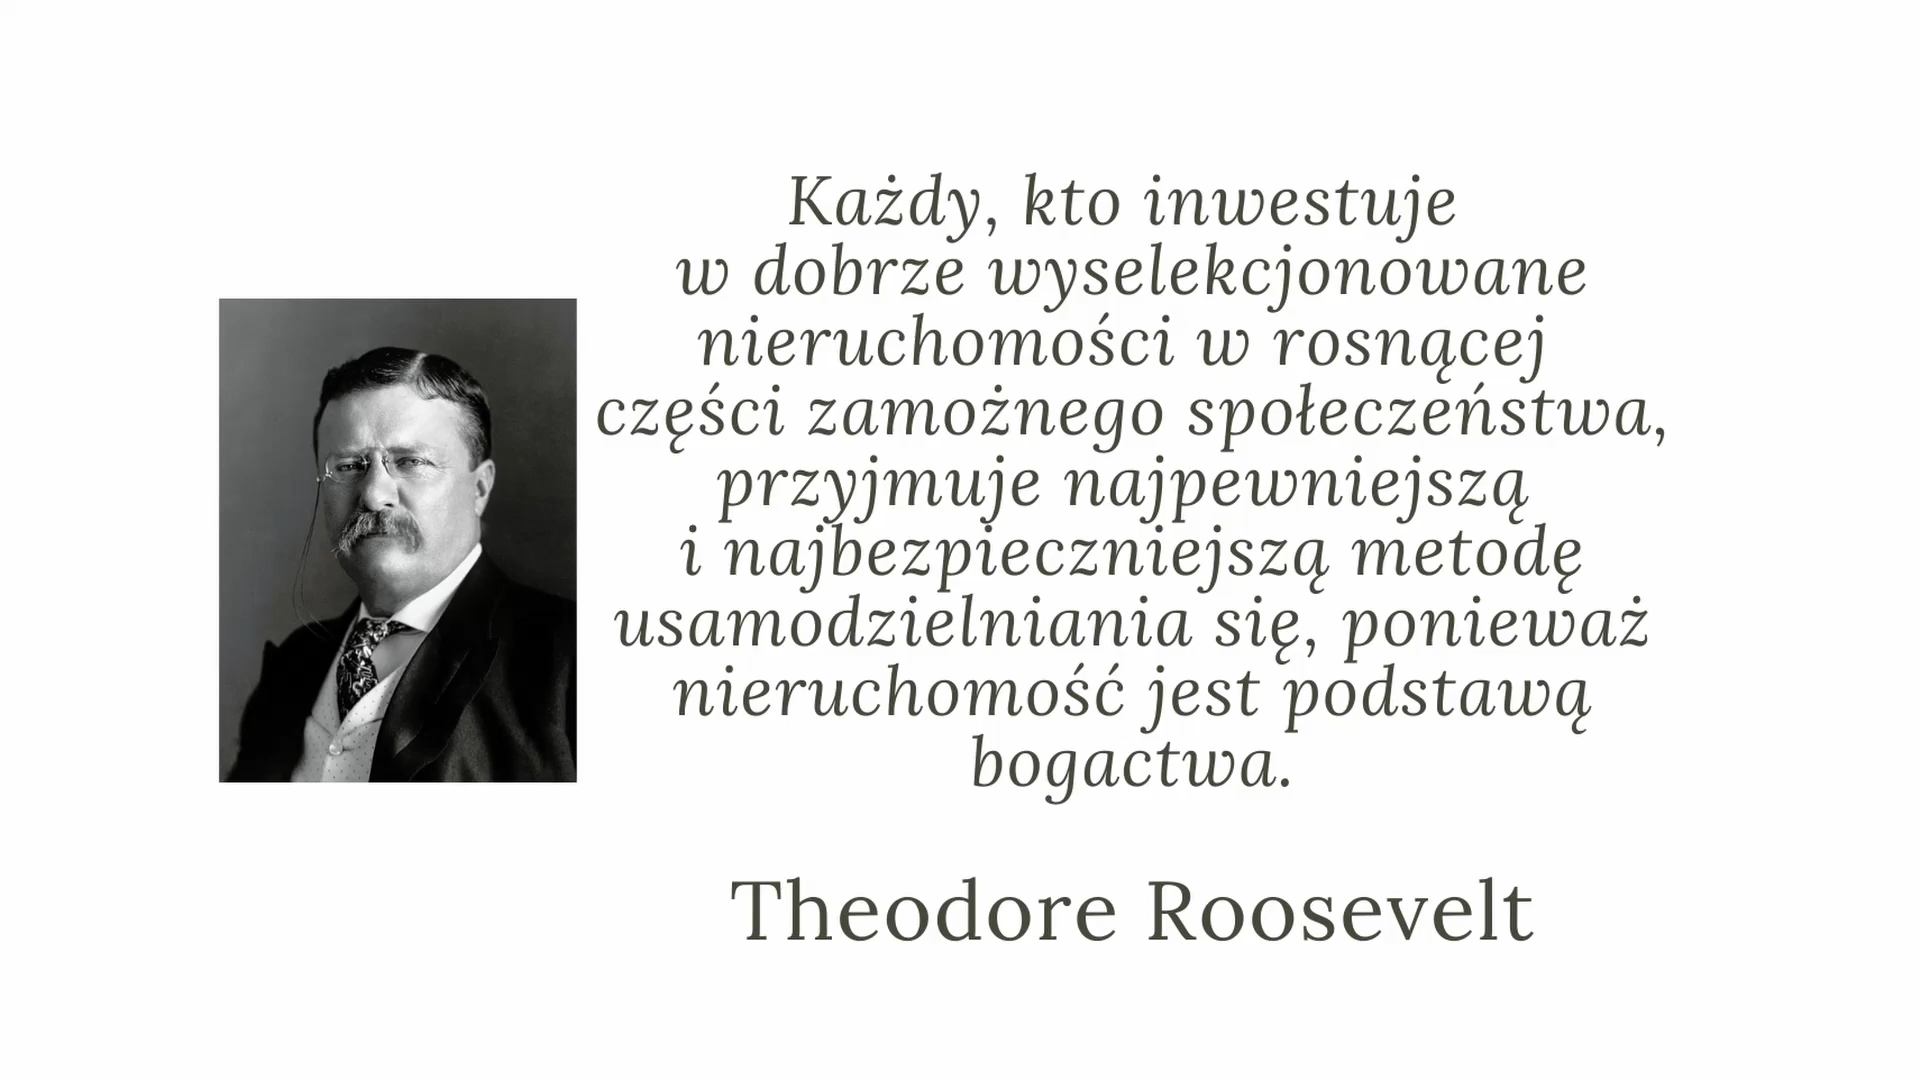 Każdy, kto inwestuje
w dobrze wyselekcjonowane
nieruchomości w rosnącej
części zamożnego społeczeństwa,
przyjmuje najpewniejszą
i najbezpieczniejszą metodę
usamodzielniania się, ponieważ
nieruchomość jest podstawą
bogactwa.
Theodore Roosevelt